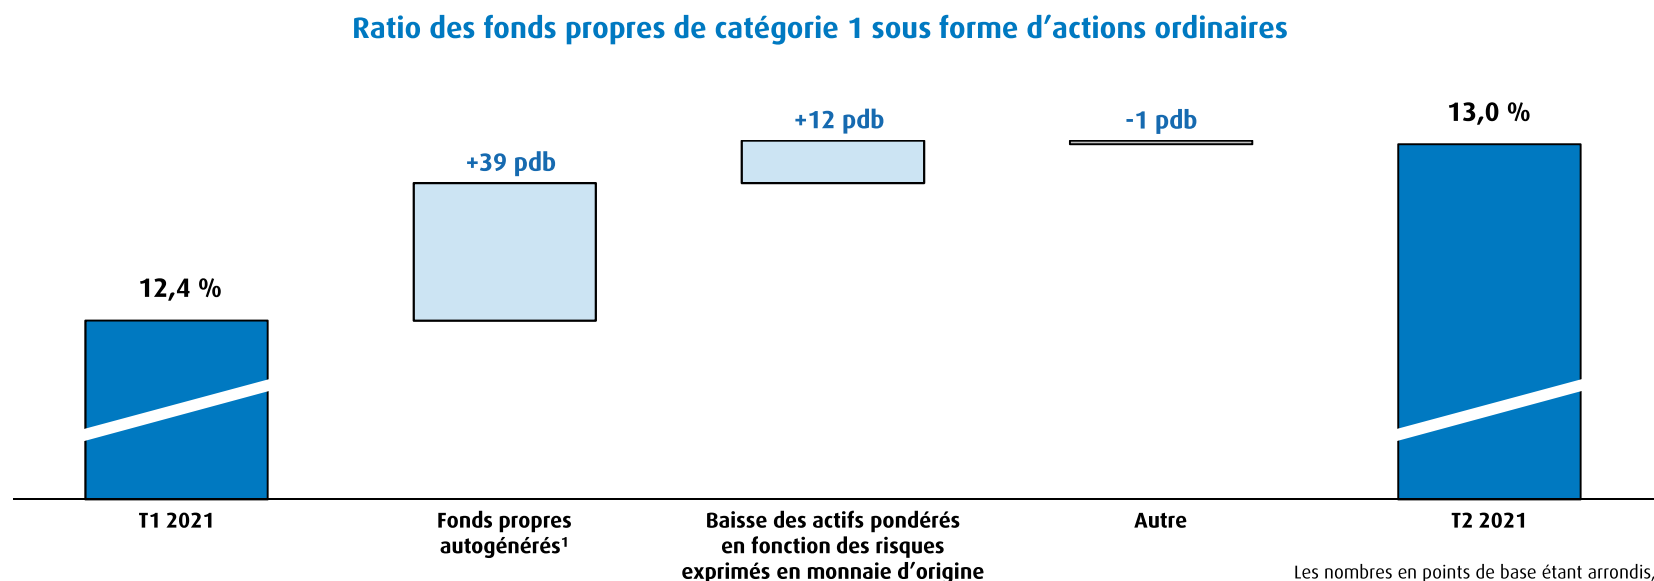 Ratio des fonds propres de catégorie 1 sous forme d’actions ordinaires
12,4 %
+39 pdb
+12 pdb
-1 pdb
13,0 %
T1 2021
Fonds propres
autogénérés¹
Baisse des actifs pondérés
en fonction des risques
exprimés en monnaie d’origine
Autre
T2 2021
Les nombres en points de base étant arrondis,